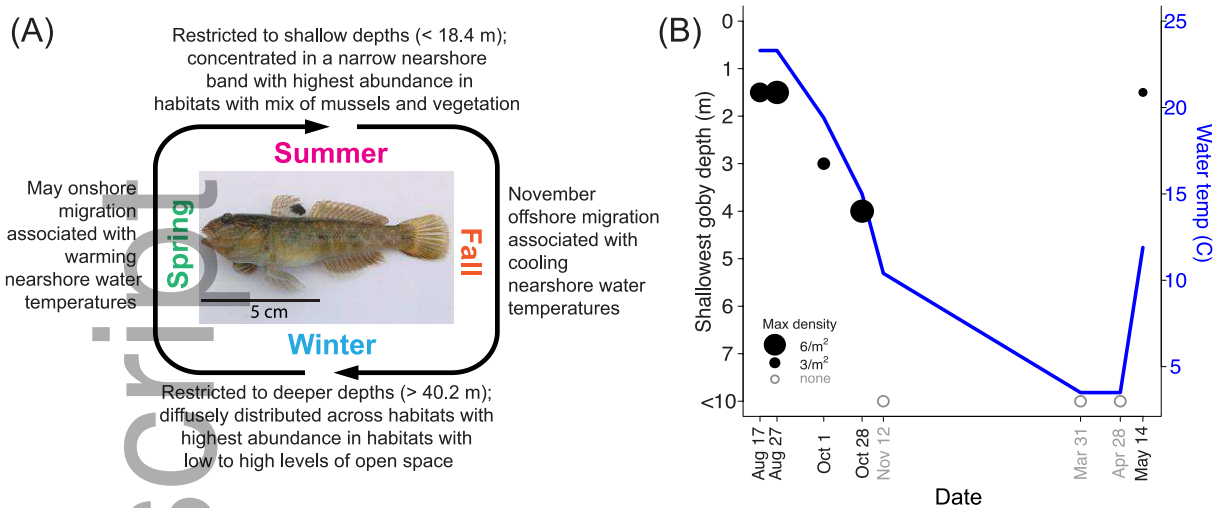 (A)
Restricted to shallow depths (< 18.4 m);
concentrated in a narrow nearshore
band with highest abundance in
habitats with mix of mussels and vegetation
Summer
May onshore
migration
associated with
warming
nearshore water
temperatures
Spring
5 cm
Fall
November
offshore migration
associated with
cooling
nearshore water
temperatures
Winter
Restricted to deeper depths (> 40.2 m);
diffusely distributed across habitats with
highest abundance in habitats with
low to high levels of open space
script
(B)
Shallowest goby depth (m)
0
1
2
3
4
5
6
7
<10
Max density
6/m²
3/m²
none
Water temp (C)
25
20
15
10
5
Aug 17
Aug 27
Oct 1
Oct 28
Nov 12
Mar 31
Apr 28
May 14
Date